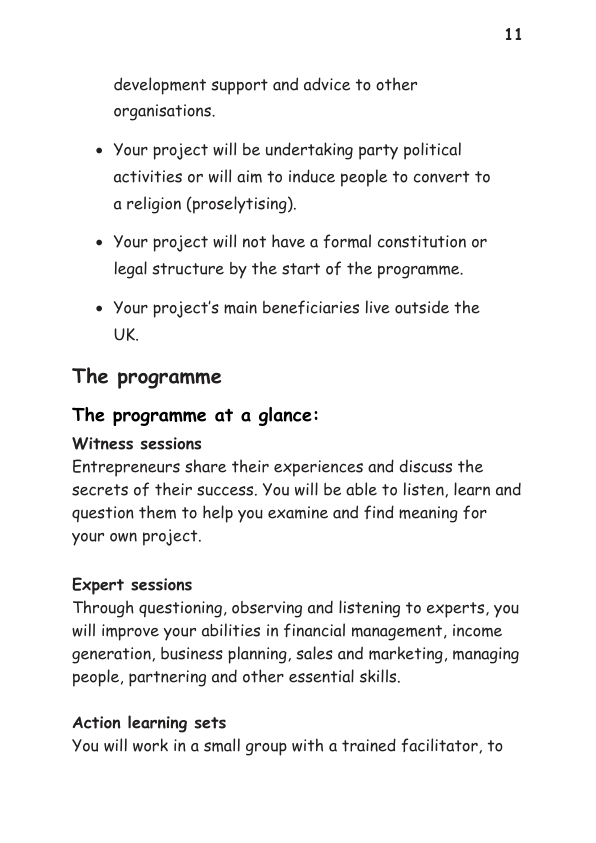 11
development support and advice to other
organisations.
• Your project will be undertaking party political
activities or will aim to induce people to convert to
a religion (proselytising).
• Your project will not have a formal constitution or
legal structure by the start of the programme.
• Your project’s main beneficiaries live outside the
UK.
The programme
The programme at a glance:
Witness sessions
Entrepreneurs share their experiences and discuss the
secrets of their success. You will be able to listen, learn and
question them to help you examine and find meaning for
your own project.
Expert sessions
Through questioning, observing and listening to experts, you
will improve your abilities in financial management, income
generation, business planning, sales and marketing, managing
people, partnering and other essential skills.
Action learning sets
You will work in a small group with a trained facilitator, to